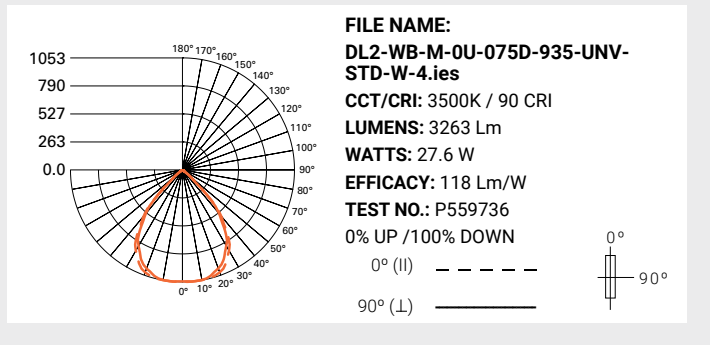 1053
790
527
263
0.0
180° 170° 160° 150° 140° 130° 120° 110° 100° 90° 80° 70° 60° 50° 40° 30° 20° 10° 0°
FILE NAME:
DL2-WB-M-0U-075D-935-UNV-
STD-W-4.ies
CCT/CRI: 3500K / 90 CRI
LUMENS: 3263 Lm
WATTS: 27.6 W
EFFICACY: 118 Lm/W
TEST NO.: P559736
0% UP /100% DOWN
0º (II)
90º (⊥)
0º
90º